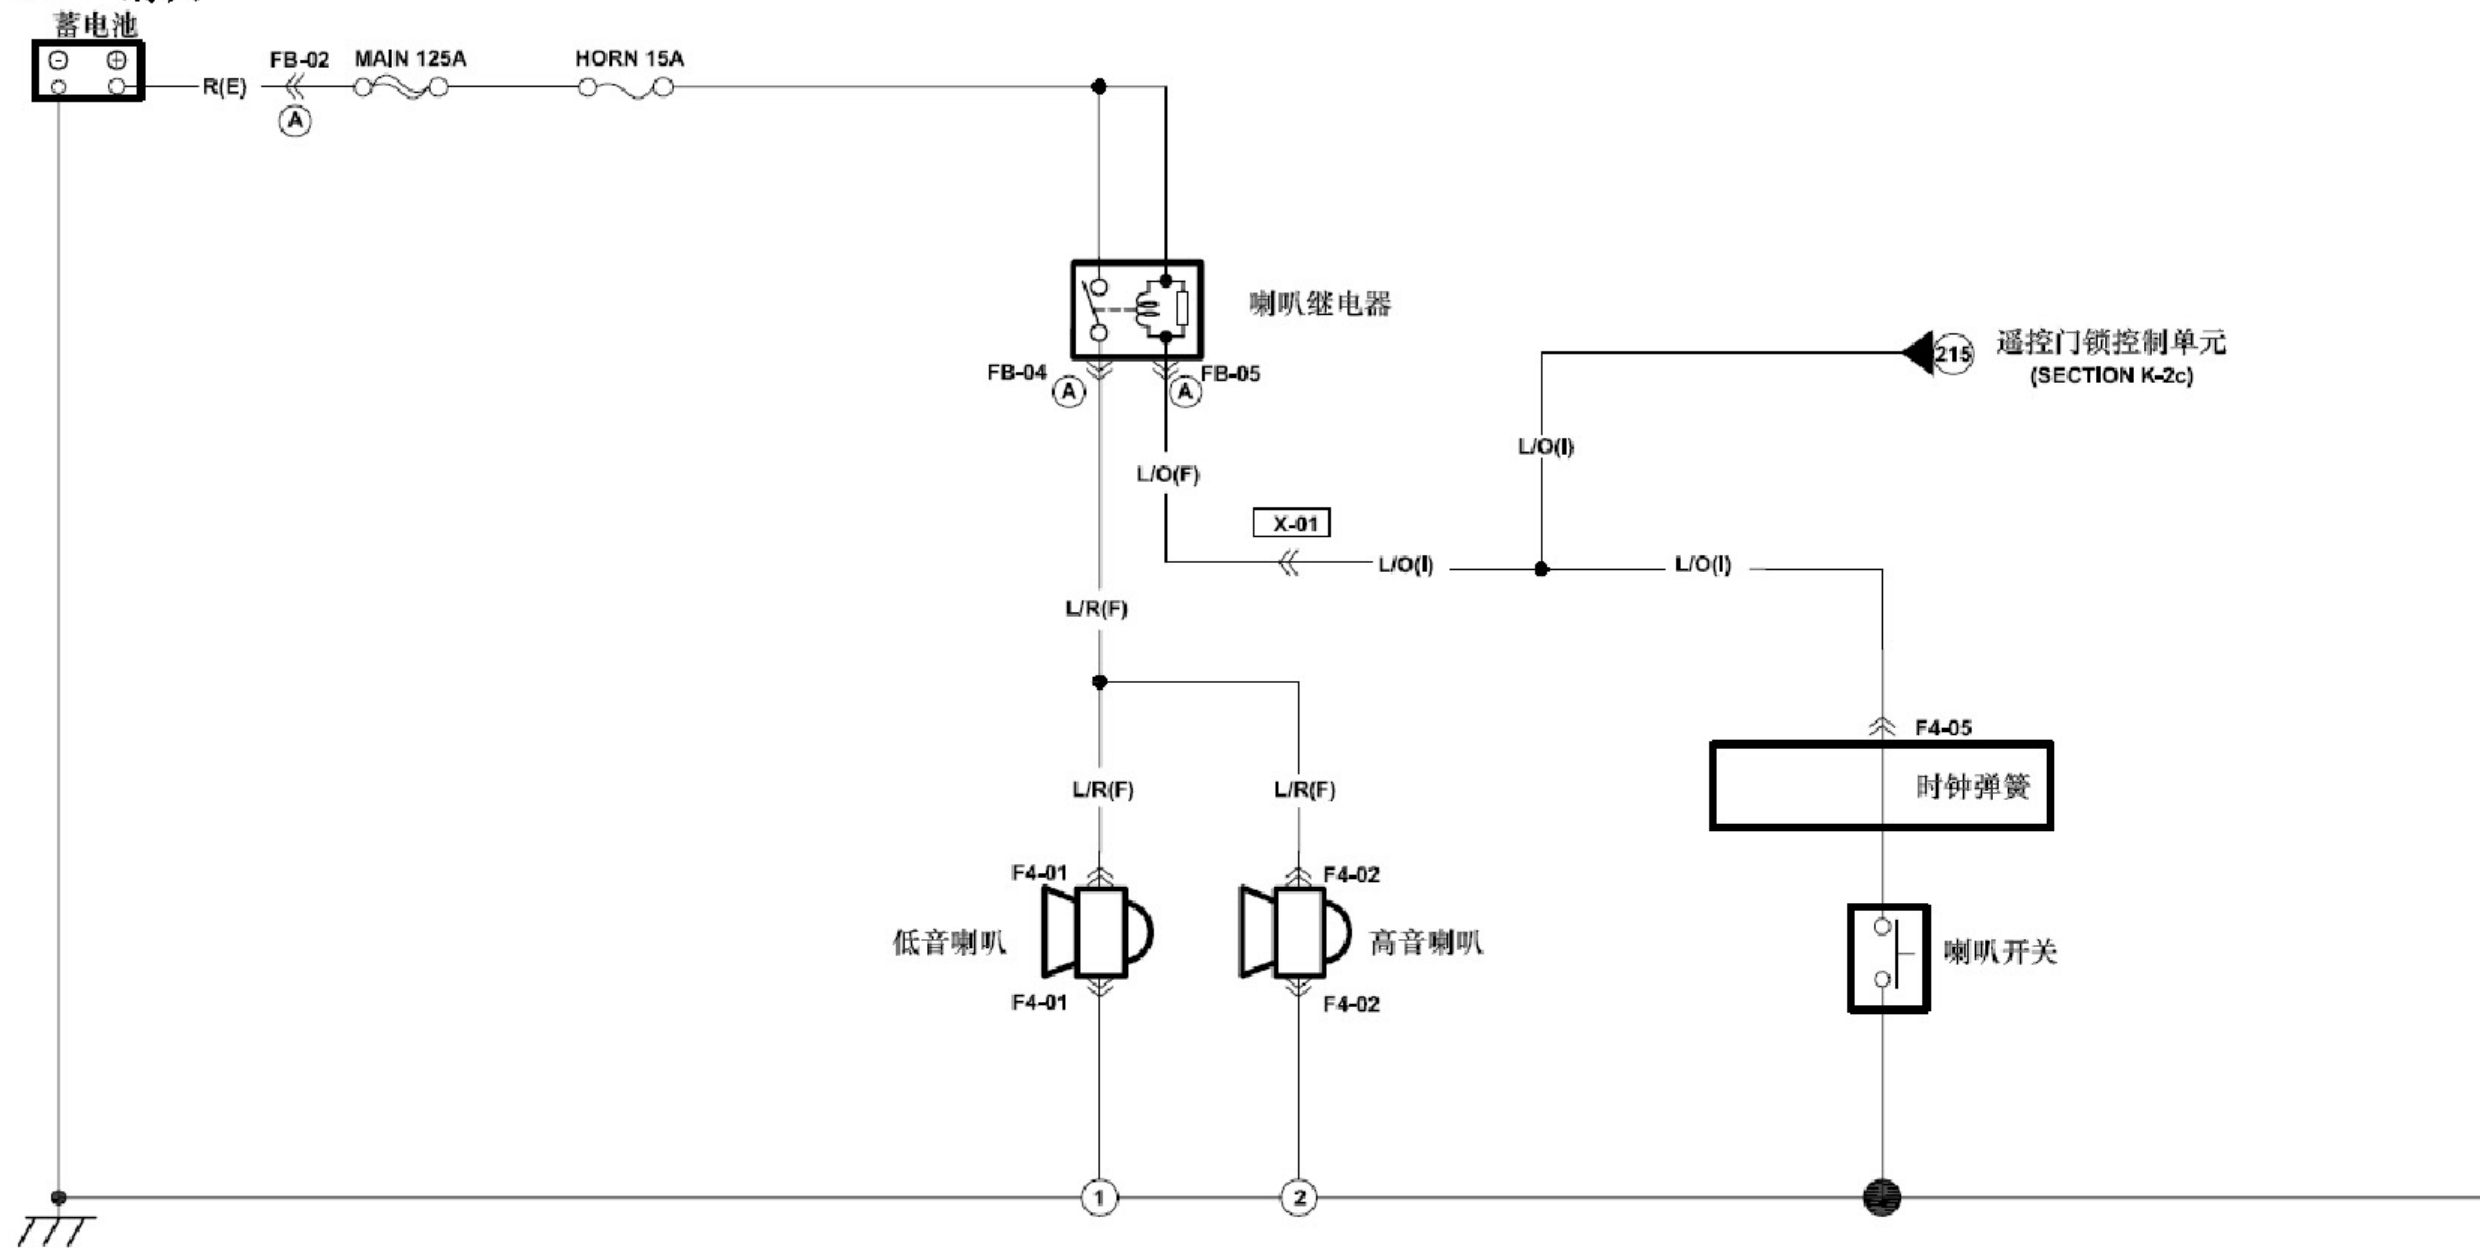 蓄电池
⊖ ⊕
R(E)
FB-02
A
MAIN 125A
HORN 15A
喇叭继电器
FB-04
A
A
FB-05
215
遥控门锁控制单元
(SECTION K-2c)
L/O(I)
L/O(F)
X-01
L/O(I)
L/O(I)
L/R(F)
F4-05
时钟弹簧
L/R(F)
L/R(F)
F4-01
F4-02
低音喇叭
高音喇叭
喇叭开关
F4-01
F4-02
1
2